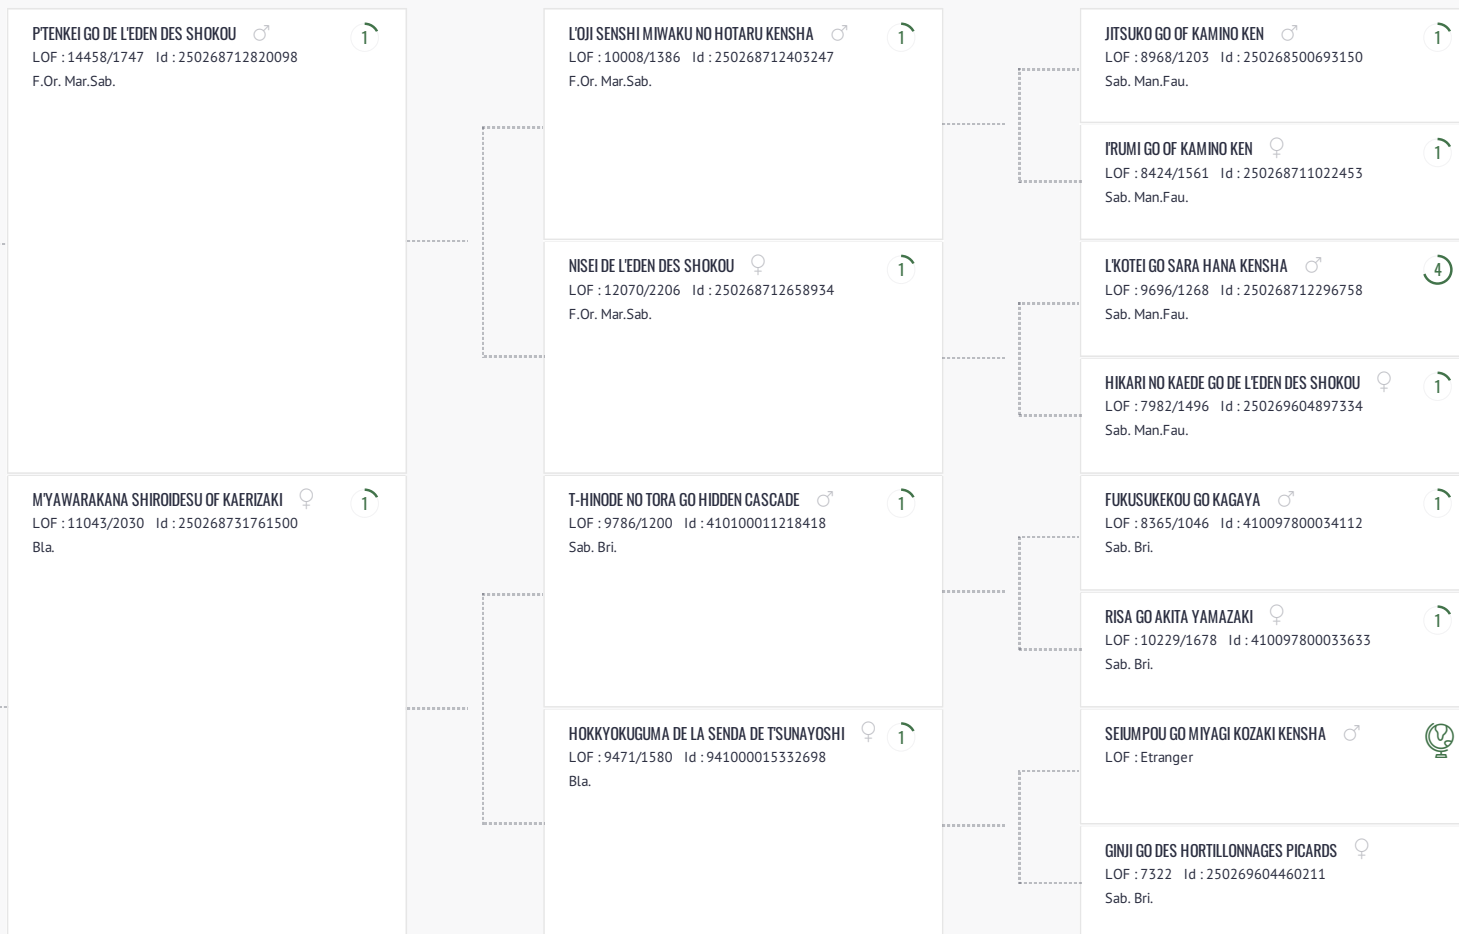 P'TENKEI GO DE L'EDEN DES SHOKOU
1
LOF : 14458/1747 Id : 250268712820098
F.Or. Mar.Sab.
M'YAWARAKANA SHIROIDESU OF KAERIZAKI
1
LOF : 11043/2030 Id : 250268731761500
Bla.
L'OJI SENSHI MIWAKU NO HOTARU KENSHA
1
LOF : 10008/1386 Id : 250268712403247
F.Or. Mar.Sab.
NISEI DE L'EDEN DES SHOKOU
1
LOF : 12070/2206 Id : 250268712658934
F.Or. Mar.Sab.
T-HINODE NO TORA GO HIDDEN CASCADE
1
LOF : 9786/1200 Id : 410100011218418
Sab. Bri.
HOKKYOKUGUMA DE LA SENDA DE T'SUNAYOSHI
1
LOF : 9471/1580 Id : 941000015332698
Bla.
JITSUKO GO OF KAMINO KEN
1
LOF : 8968/1203 Id : 250268500693150
Sab. Man.Fau.
I'RUMI GO OF KAMINO KEN
1
LOF : 8424/1561 Id : 250268711022453
Sab. Man.Fau.
L'KOTEI GO SARA HANA KENSHA
4
LOF : 9696/1268 Id : 250268712296758
Sab. Man.Fau.
HIKARI NO KAEDE GO DE L'EDEN DES SHOKOU
1
LOF : 7982/1496 Id : 250269604897334
Sab. Man.Fau.
FUKUSUKEKOU GO KAGAYA
1
LOF : 8365/1046 Id : 410097800034112
Sab. Bri.
RISA GO AKITA YAMAZAKI
1
LOF : 10229/1678 Id : 410097800033633
Sab. Bri.
SEIUMPOU GO MIYAGI KOZAKI KENSHA
LOF : Etranger
GINJI GO DES HORTILLONNAGES PICARDS
LOF : 7322 Id : 250269604460211
Sab. Bri.